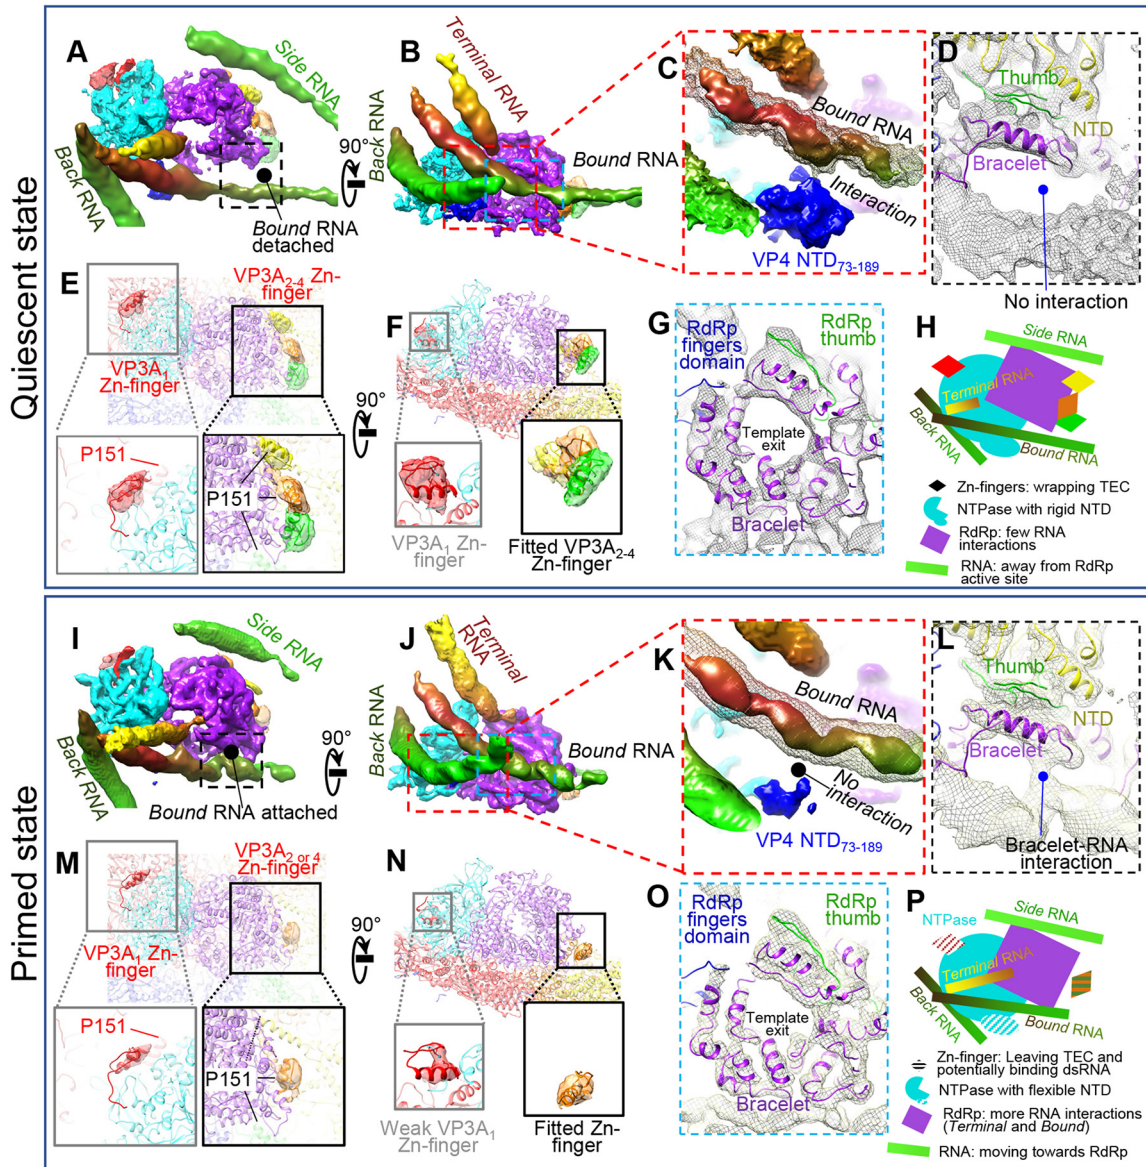 Quiescent state
A
Side RNA
Back RNA
Bound RNA
detached
90°
B
Terminal RNA
Back RNA
Bound RNA
C
Bound RNA
Interaction
VP4 NTD73-189
D
Thumb
NTD
Bracelet
No interaction
E
VP3A2-4 Zn-
finger
VP3A1
Zn-finger
P151
P151
90°
F
VP3A1 Zn-
finger
Fitted VP3A2-4
Zn-finger
G
RdRp
fingers
domain
RdRp
thumb
Template
exit
Bracelet
H
Side RNA
Terminal RNA
Back RNA
Bound RNA
Zn-fingers: wrapping TEC
NTPase with rigid NTD
RdRp: few RNA
interactions
RNA: away from RdRp
active site
Primed state
I
Side RNA
Back RNA
Bound RNA attached
90°
J
Terminal
RNA
Back RNA
Bound RNA
K
Bound RNA
No
interaction
VP4 NTD73-189
L
Thumb
NTD
Bracelet
Bracelet-RNA
interaction
M
VP3A2 or 4
Zn-finger
VP3A1 Zn-
finger
P151
P151
90°
N
Weak VP3A1
Zn-finger
Fitted Zn-
finger
O
RdRp
fingers
domain
RdRp
thumb
Template
exit
Bracelet
P
NTPase
Side RNA
Terminal RNA
Back RNA
Bound RNA
Zn-finger: Leaving TEC and
potentially binding dsRNA
NTPase with flexible NTD
RdRp: more RNA interactions
(Terminal and Bound)
RNA: moving towards RdRp